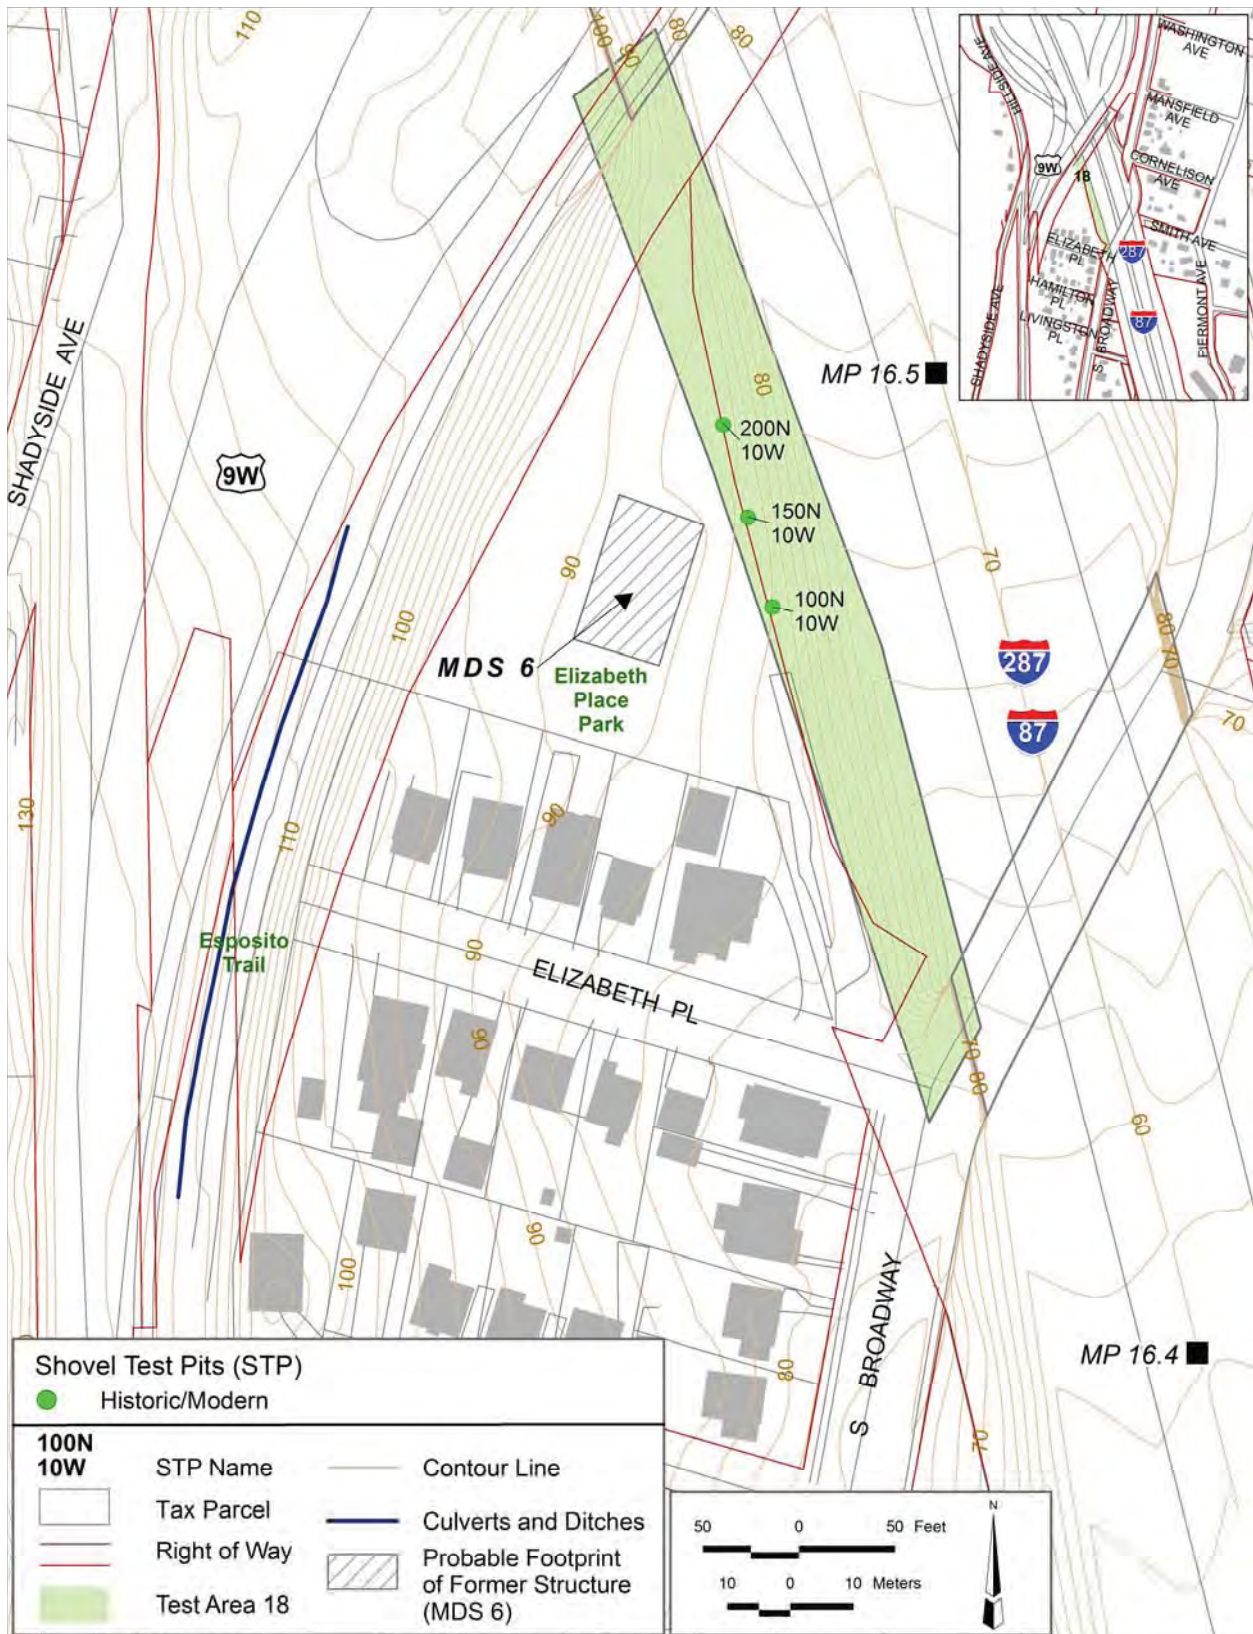 110
100
90
80
80
WASHINGTON
AVE
HILLSIDE AVE
MANSFIELD
AVE
9W
CORNELISON
AVE
18
SMITH AVE
ELIZABETH
PL
287
HAMILTON
PL
LIVINGSTON
PL
87
S BROADWAY
SHADYSIDE AVE
PIERMONT AVE
SHADYSIDE AVE
MP 16.5
80
200N
10W
9W
150N
10W
90
70
100N
10W
100
80
70
287
MDS 6
Elizabeth
Place
Park
70
87
130
110
90
Esposito
Trail
90
ELIZABETH PL
90
70
80
60
90
100
S BROADWAY
MP 16.4
80
70
Shovel Test Pits (STP)
Historic/Modern
100N
10W
STP Name
Contour Line
Tax Parcel
Culverts and Ditches
Right of Way
Probable Footprint
of Former Structure
(MDS 6)
Test Area 18
50 0 50 Feet
10 0 10 Meters
N